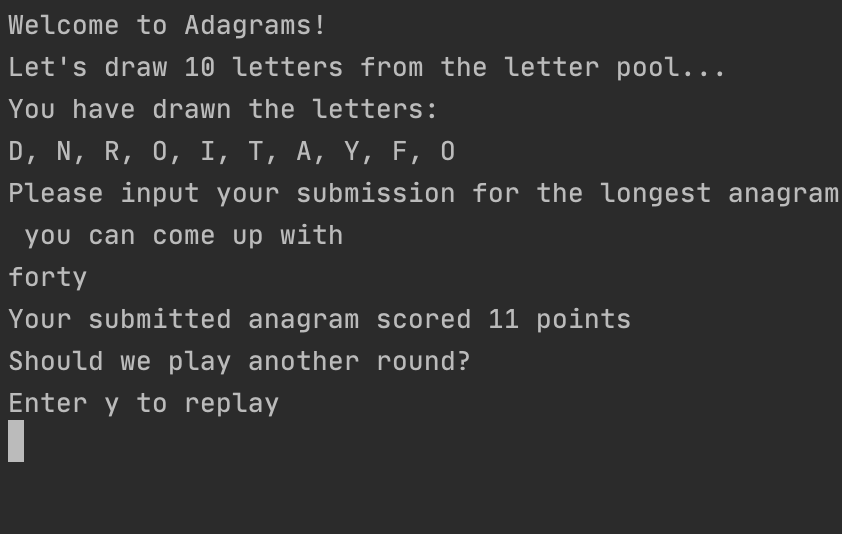 Welcome to Adagrams!
Let's draw 10 letters from the letter pool...
You have drawn the letters:
D, N, R, O, I, T, A, Y, F, O
Please input your submission for the longest anagram
you can come up with
forty
Your submitted anagram scored 11 points
Should we play another round?
Enter y to replay